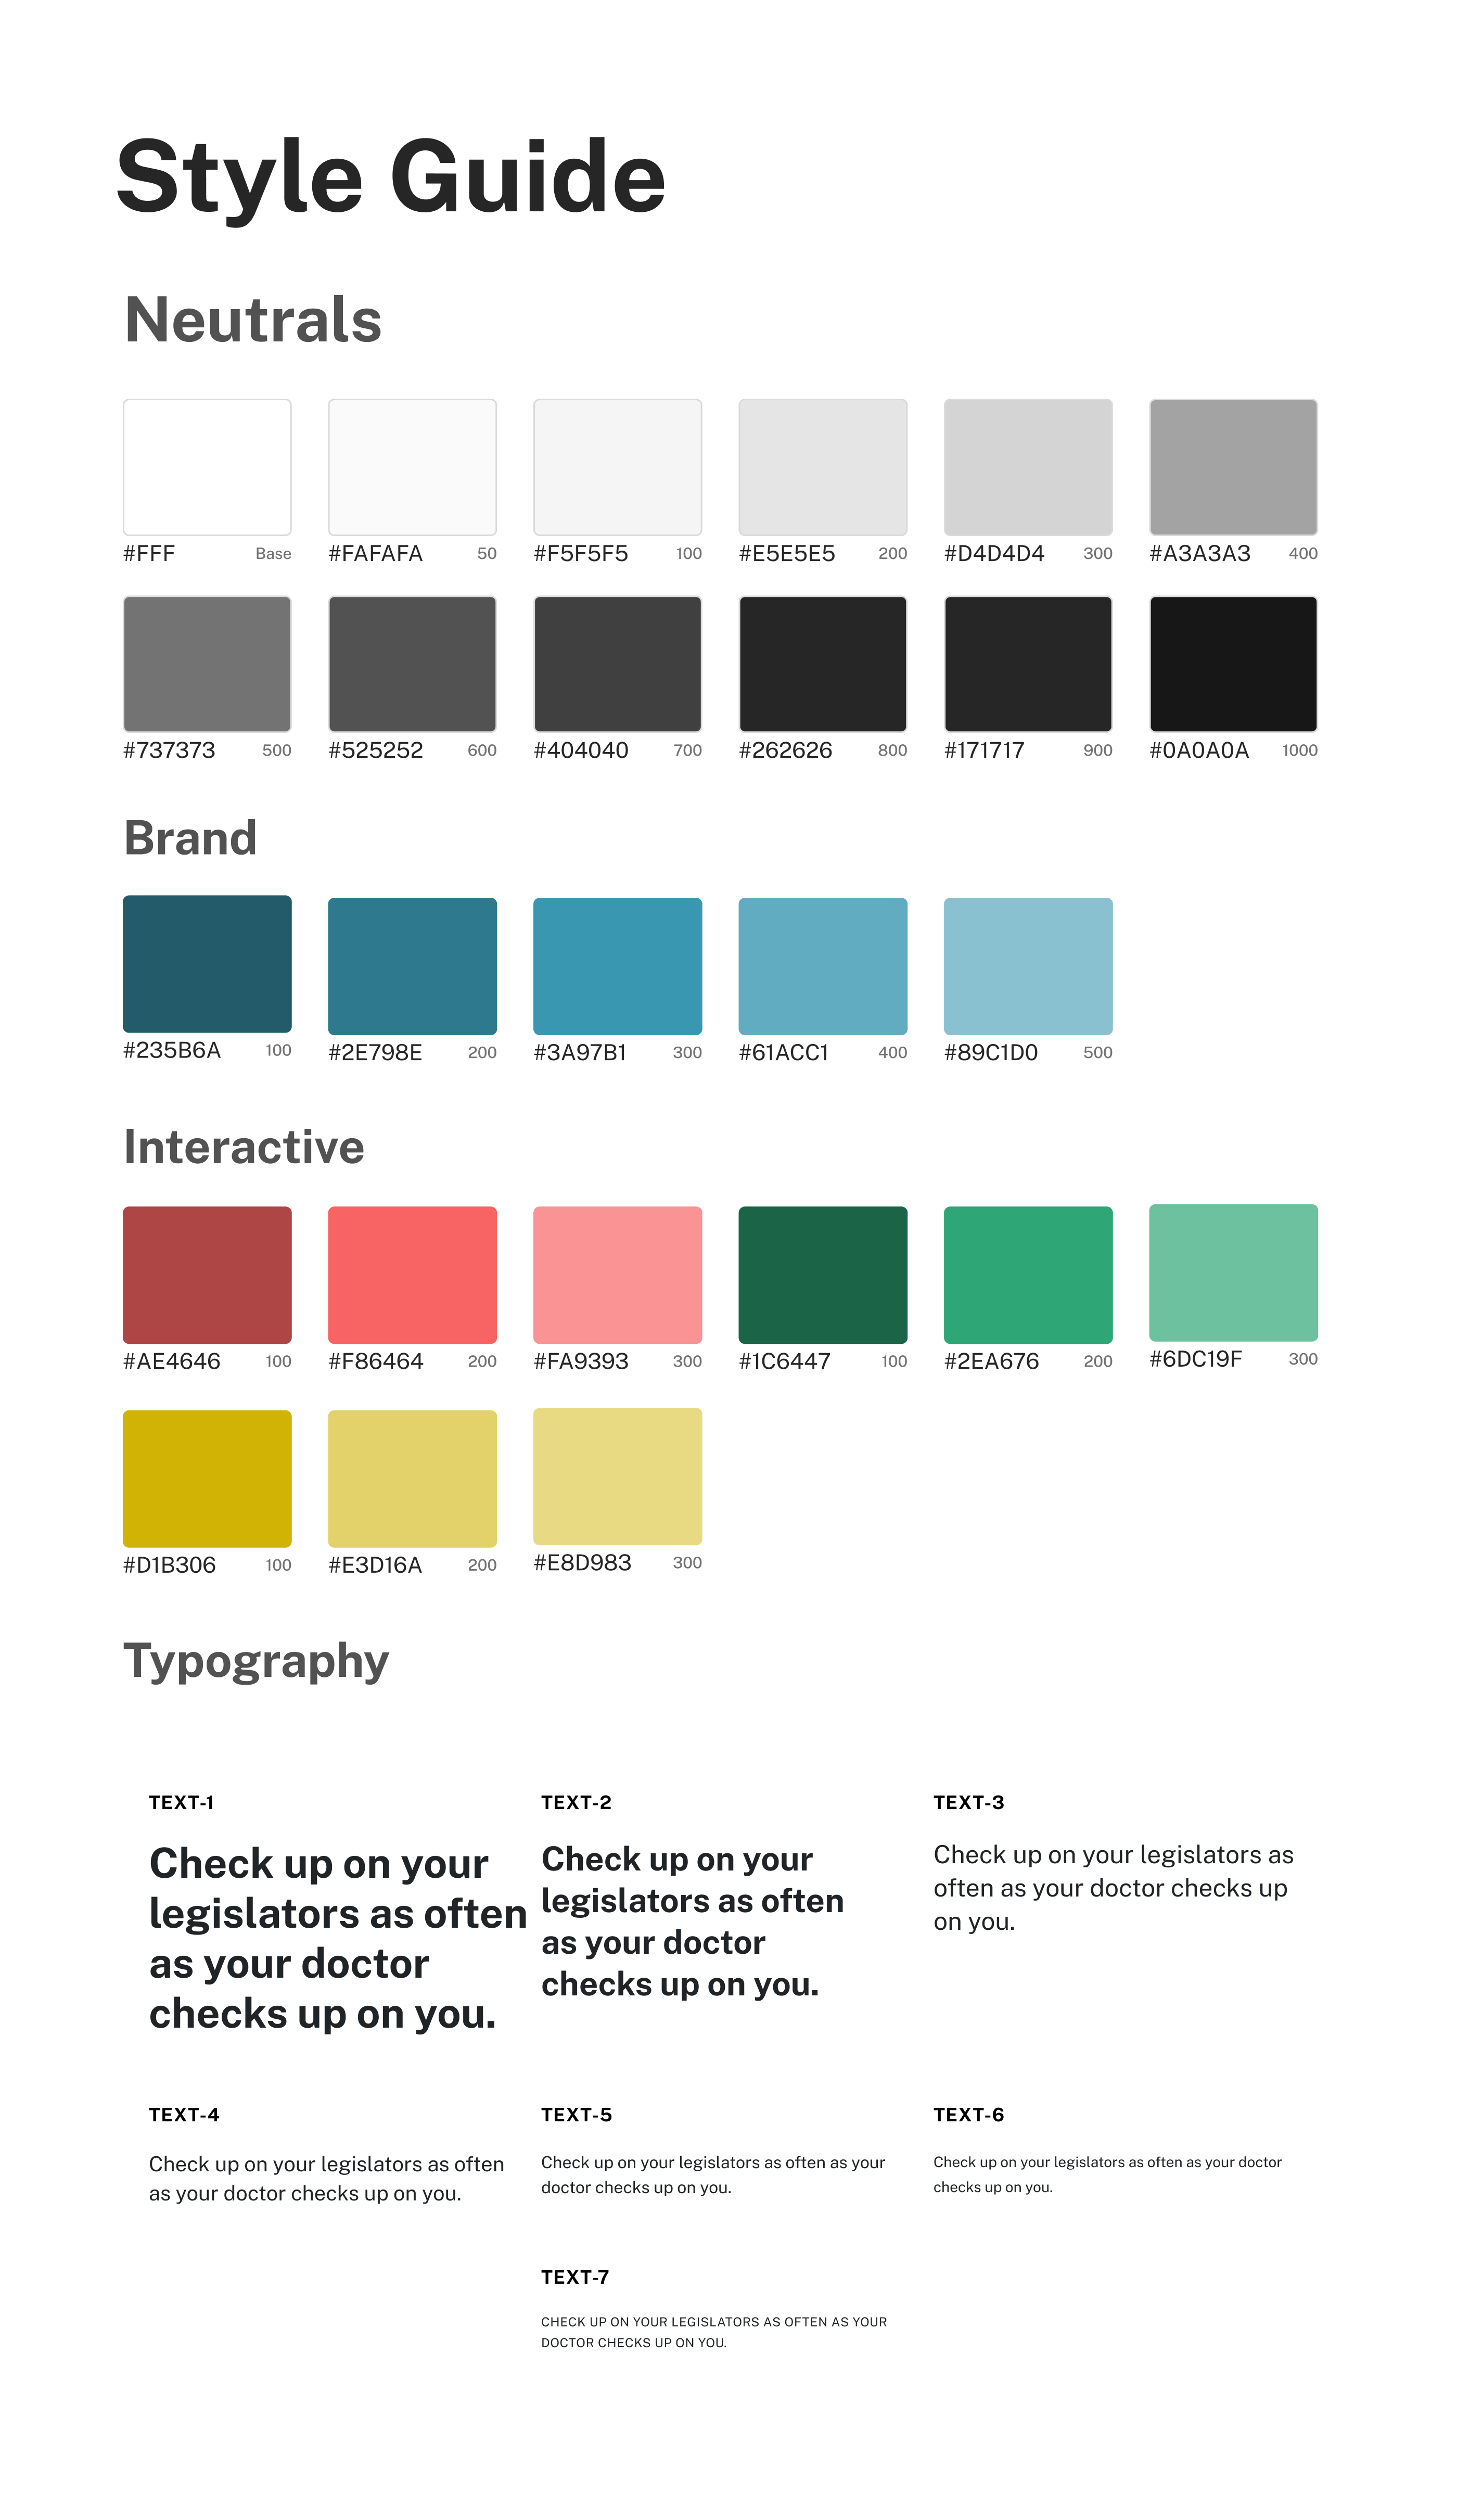 Style Guide
Neutrals
#FFF Base #FAFAFA 50 #F5F5F5 100 #E5E5E5 200 #D4D4D4 300 #A3A3A3 400
#737373 500 #525252 600 #404040 700 #262626 800 #171717 900 #0A0A0A 1000
Brand
#235B6A 100 #2E798E 200 #3A97B1 300 #61ACC1 400 #89C1D0 500
Interactive
#AE4646 100 #F86464 200 #FA9393 300 #1C6447 100 #2EA676 200 #6DC19F 300
#D1B306 100 #E3D16A 200 #E8D983 300
Typography
TEXT-1
Check up on your
legislators as often
as your doctor
checks up on you.
TEXT-2
Check up on your
legislators as often
as your doctor
checks up on you.
TEXT-3
Check up on your legislators as
often as your doctor checks up
on you.
TEXT-4
Check up on your legislators as often
as your doctor checks up on you.
TEXT-5
Check up on your legislators as often as your
doctor checks up on you.
TEXT-6
Check up on your legislators as often as your doctor
checks up on you.
TEXT-7
CHECK UP ON YOUR LEGISLATORS AS OFTEN AS YOUR
DOCTOR CHECKS UP ON YOU.